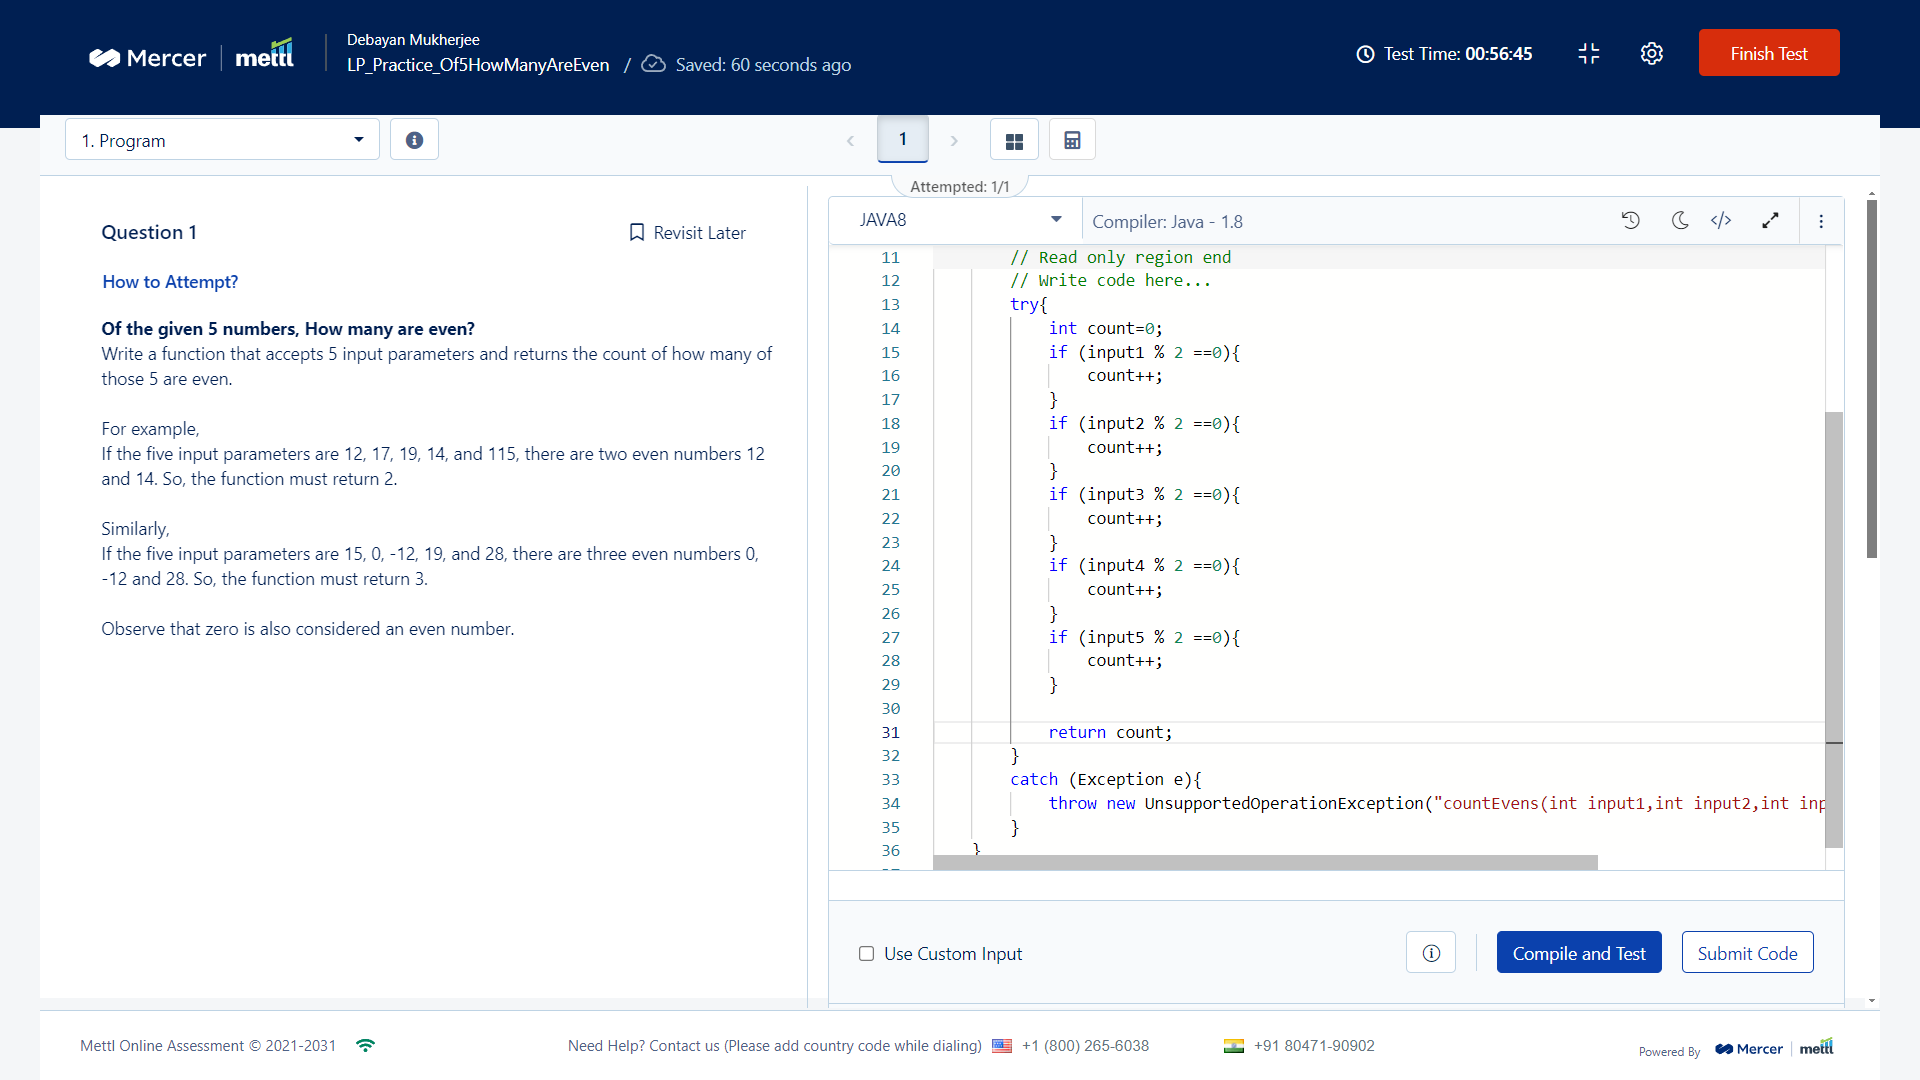 Mercer | mettl
Debayan Mukherjee
LP_Practice_Of5HowManyAreEven / Saved: 60 seconds ago
Test Time: 00:56:45
Finish Test
1. Program
1
Attempted: 1/1
Question 1
Revisit Later
How to Attempt?
Of the given 5 numbers, How many are even?
Write a function that accepts 5 input parameters and returns the count of how many of
those 5 are even.
For example,
If the five input parameters are 12, 17, 19, 14, and 115, there are two even numbers 12
and 14. So, the function must return 2.
Similarly,
If the five input parameters are 15, 0, -12, 19, and 28, there are three even numbers 0,
-12 and 28. So, the function must return 3.
Observe that zero is also considered an even number.
JAVA8
Compiler: Java - 1.8
11 // Read only region end
12 // Write code here...
13 try{
14 int count=0;
15 if (input1 % 2 ==0){
16 count++;
17 }
18 if (input2 % 2 ==0){
19 count++;
20 }
21 if (input3 % 2 ==0){
22 count++;
23 }
24 if (input4 % 2 ==0){
25 count++;
26 }
27 if (input5 % 2 ==0){
28 count++;
29 }
30
31 return count;
32 }
33 catch (Exception e){
34 throw new UnsupportedOperationException("countEvens(int input1,int input2,int inp
35 }
36 }
Use Custom Input
Compile and Test
Submit Code
Mettl Online Assessment © 2021-2031
Need Help? Contact us (Please add country code while dialing) +1 (800) 265-6038
+91 80471-90902
Powered By Mercer | mettl